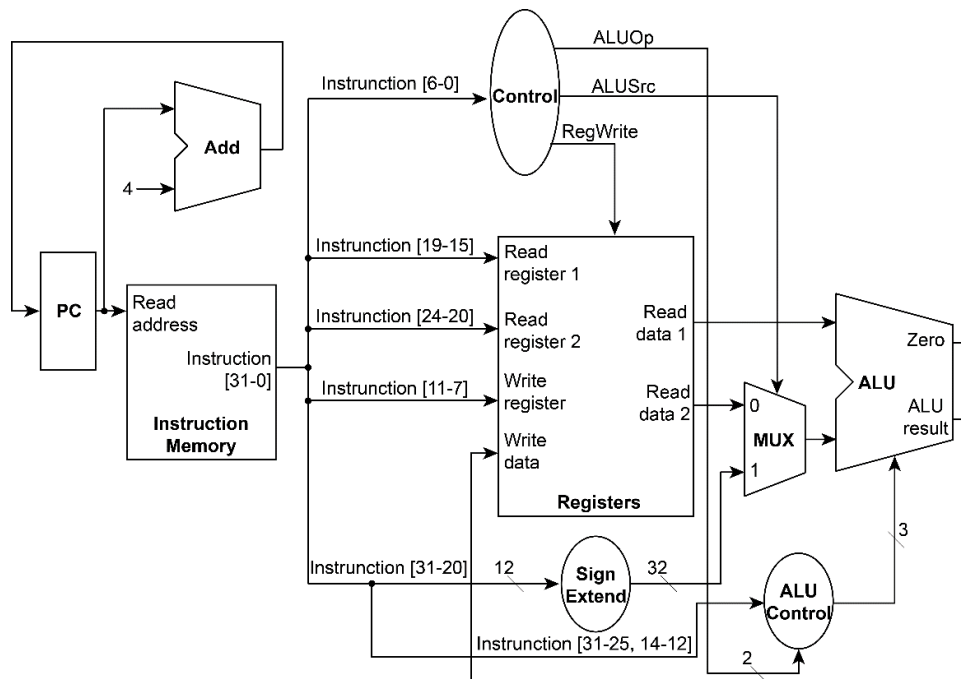 ALUOp
Instrunction [6-0]
Control
ALUSrc
RegWrite
Add
4
PC
Read
address
Instruction
[31-0]
Instruction
Memory
Instrunction [19-15]
Read
register 1
Instrunction [24-20]
Read
register 2
Instrunction [11-7]
Write
register
Write
data
Read
data 1
Read
data 2
Registers
0
MUX
1
Zero
ALU
ALU
result
3
Instrunction [31-20]
12
Sign
Extend
32
ALU
Control
Instrunction [31-25, 14-12]
2